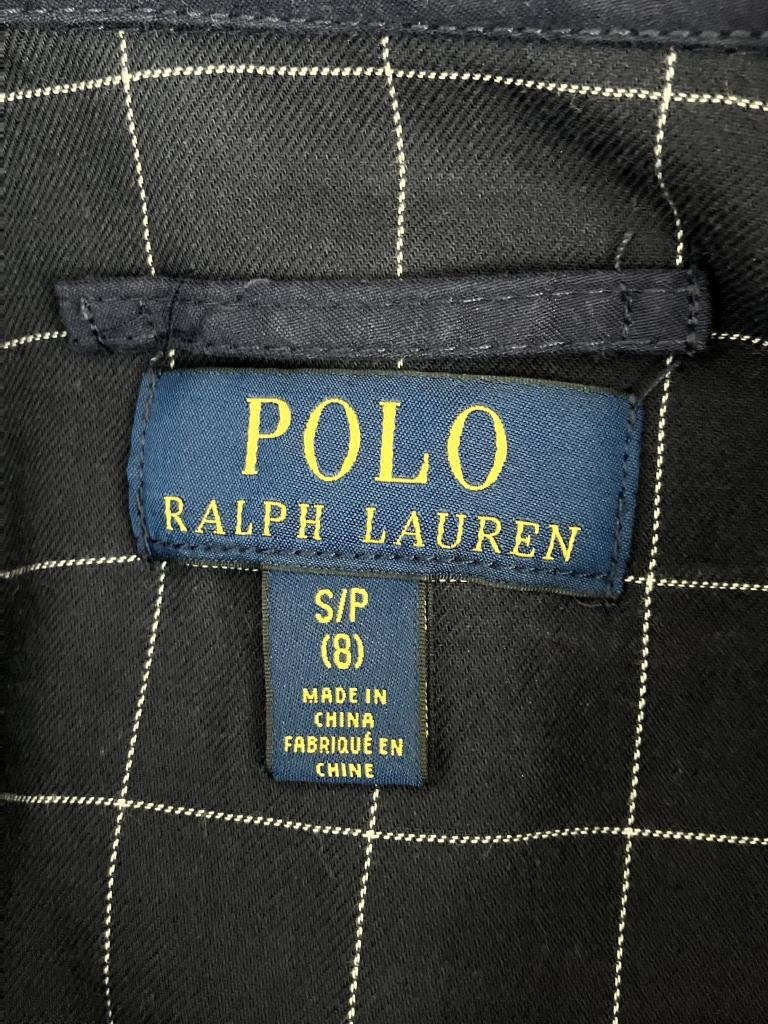 POLO
RALPH LAUREN
S/P
(8)
MADE IN
CHINA
FABRIQUÉ EN
CHINE